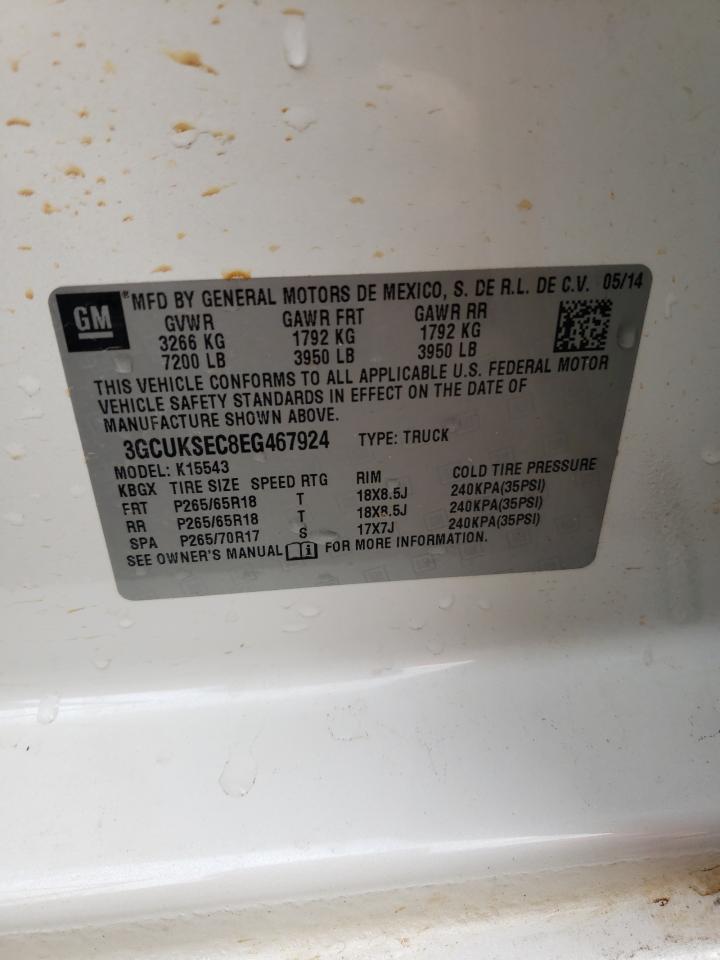 GM ®MFD BY GENERAL MOTORS DE MEXICO, S. DE R.L. DE C.V. 05/14
GVWR GAWR FRT GAWR RR
3266 KG 1792 KG 1792 KG
7200 LB 3950 LB 3950 LB
THIS VEHICLE CONFORMS TO ALL APPLICABLE U.S. FEDERAL MOTOR
VEHICLE SAFETY STANDARDS IN EFFECT ON THE DATE OF
MANUFACTURE SHOWN ABOVE.
3GCUKSEC8EG467924 TYPE: TRUCK
MODEL: K15543
KBGX TIRE SIZE SPEED RTG RIM COLD TIRE PRESSURE
FRT P265/65R18 T 18X8.5J 240KPA(35PSI)
RR P265/65R18 T 18X8.5J 240KPA(35PSI)
SPA P265/70R17 S 17X7J 240KPA(35PSI)
SEE OWNER'S MANUAL FOR MORE INFORMATION.